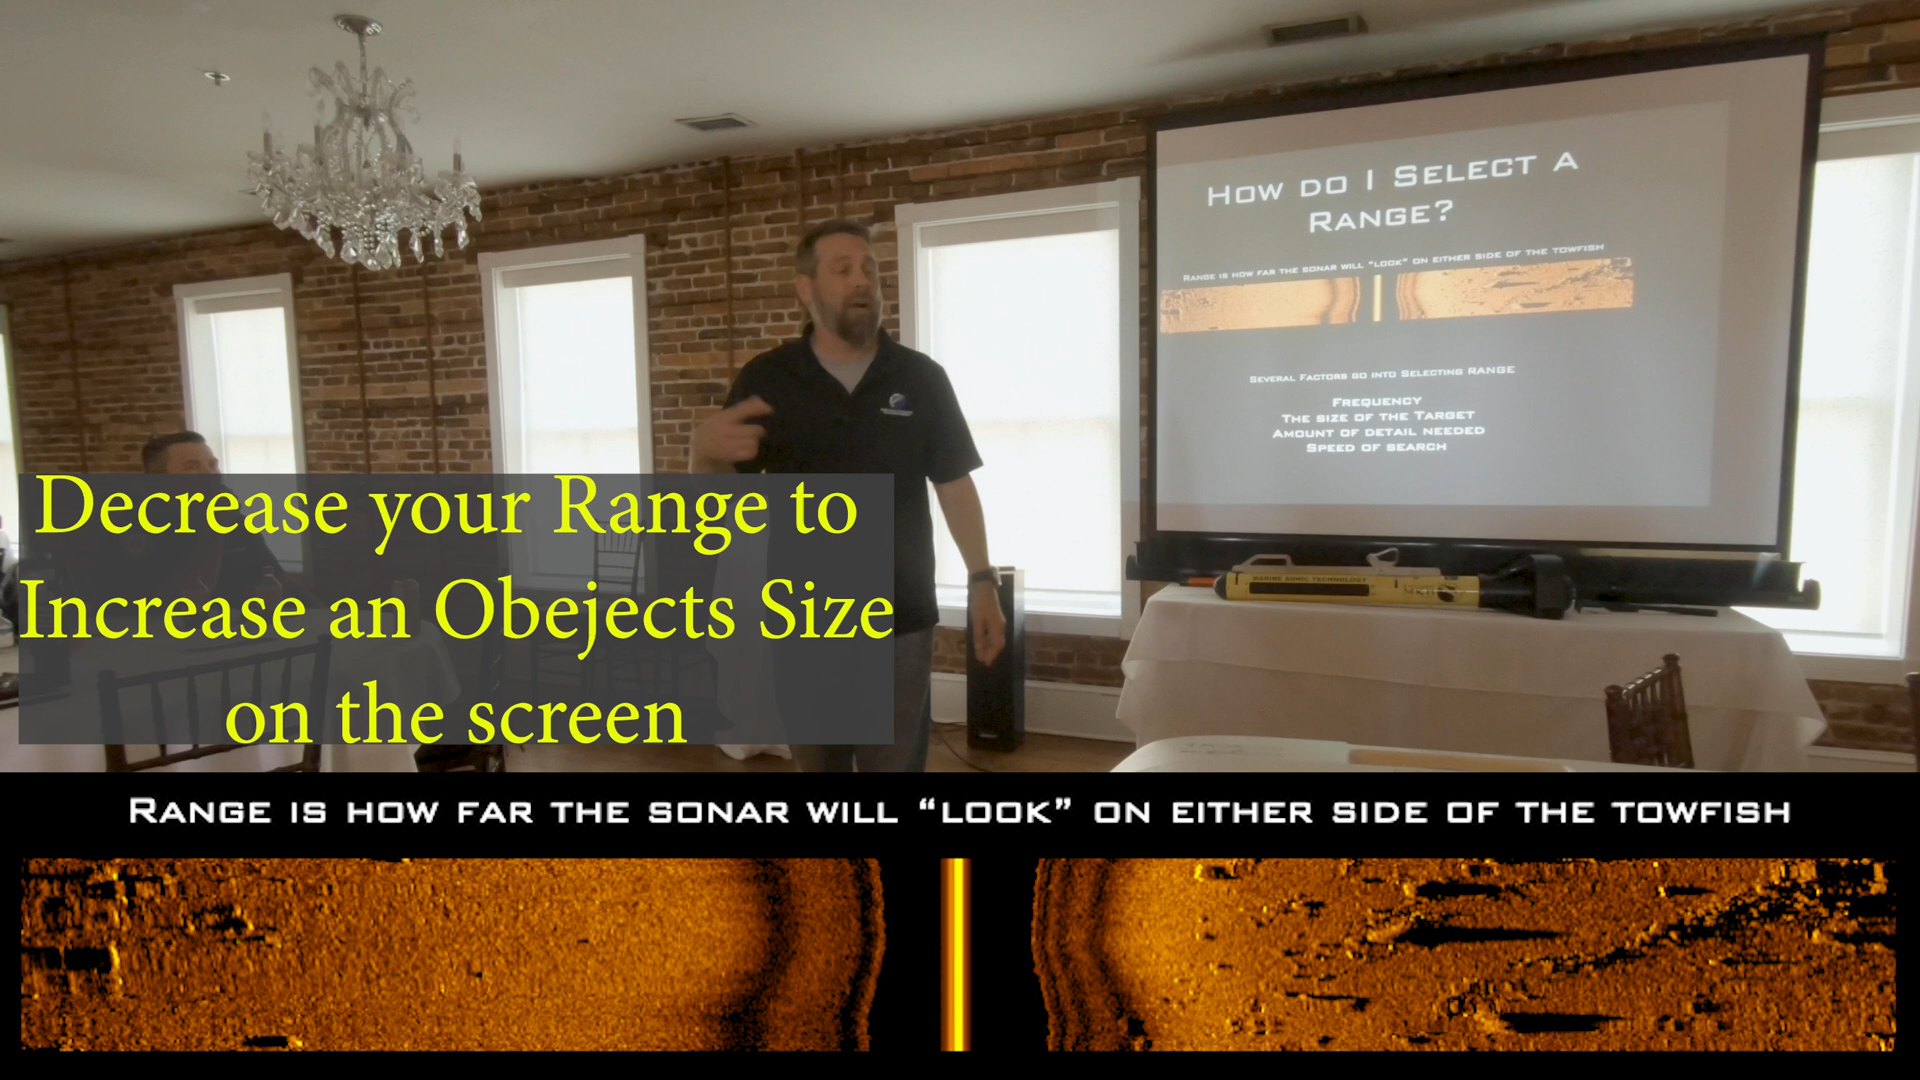 How do I Select a
Range?
Range is how far the sonar will "look" on either side of the towfish
Several Factors go into Selecting Range
Frequency
The size of the Target
Amount of detail needed
Speed of search
MARINE SONIC TECHNOLOGY
Decrease your Range to
Increase an Obejects Size
on the screen
Range is how far the sonar will “look” on either side of the towfish